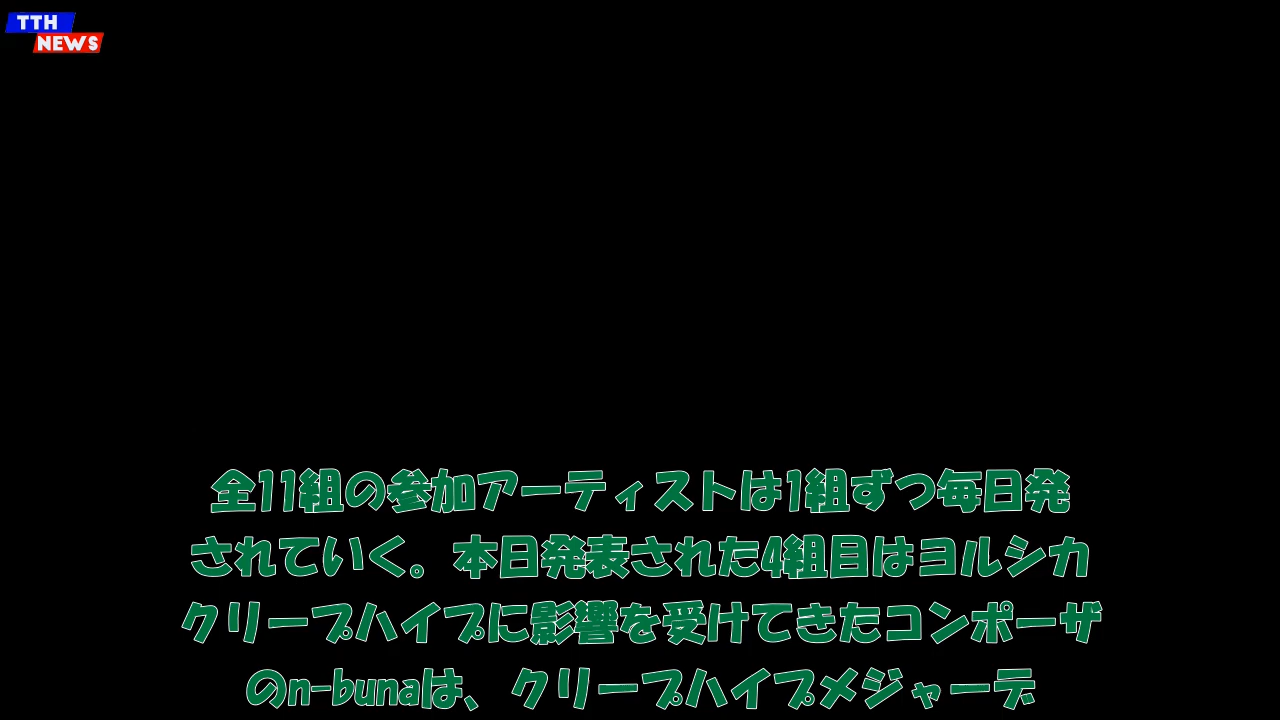 TTH
NEWS
全11組の参加アーティストは1組ずつ毎日発
されていく。本日発表された4組目はヨルシカ
クリープハイプに影響を受けてきたコンポーザ
のn-bunaは、クリープハイプメジャーデ